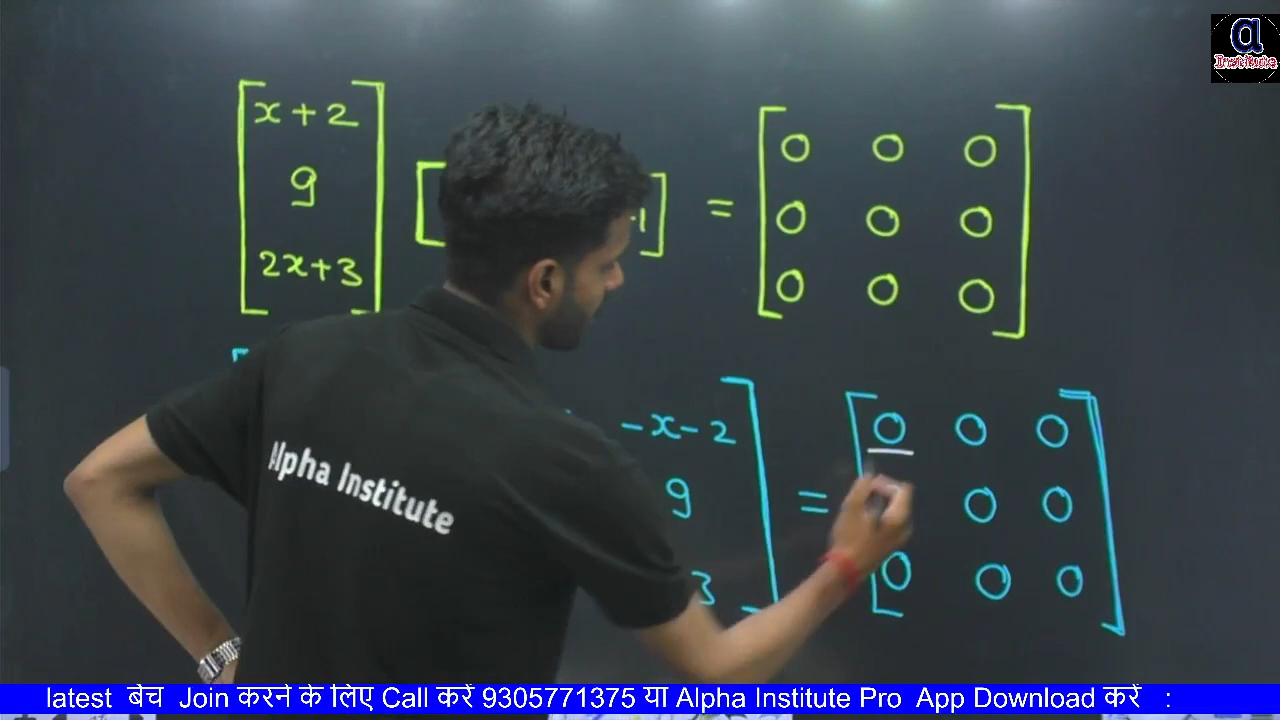 α
Institute
x + 2
9
2x+3
-1
=
0 0 0
0 0 0
0 0 0
-x-2
9
3
=
0 0 0
0 0
0 0 0
Alpha Institute
latest बैच Join करने के लिए Call करें 9305771375 या Alpha Institute Pro App Download करें :